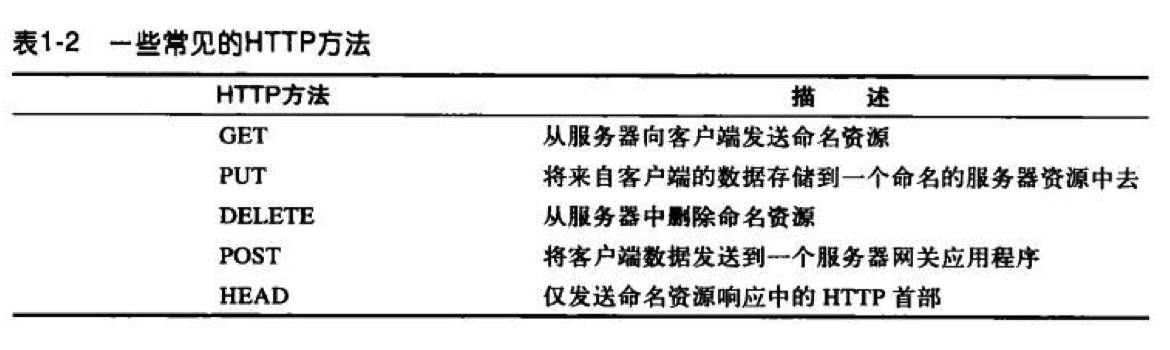 表1-2 一些常见的HTTP方法
HTTP方法 描 述
GET 从服务器向客户端发送命名资源
PUT 将来自客户端的数据存储到一个命名的服务器资源中去
DELETE 从服务器中删除命名资源
POST 将客户端数据发送到一个服务器网关应用程序
HEAD 仅发送命名资源响应中的 HTTP 首部